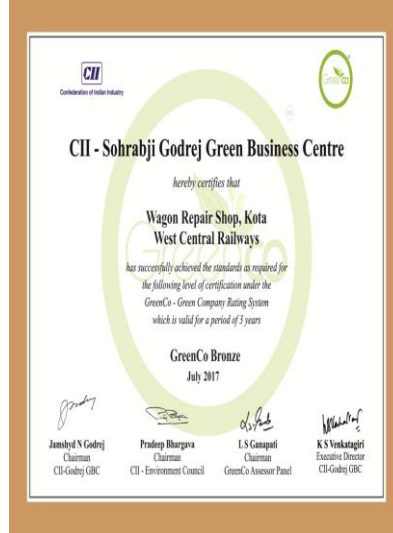 CII
Confederation of Indian Industry
GreenCo
CII - Sohrabji Godrej Green Business Centre
hereby certifies that
Wagon Repair Shop, Kota
West Central Railways
GreenCo
has successfully achieved the standards as required for
the following level of certification under the
GreenCo - Green Company Rating System
which is valid for a period of 3 years
GreenCo Bronze
July 2017
Jamshyd N Godrej
Chairman
CII-Godrej GBC
Pradeep Bhargava
Chairman
CII - Environment Council
L S Ganapati
Chairman
GreenCo Assessor Panel
K S Venkatagiri
Executive Director
CII-Godrej GBC